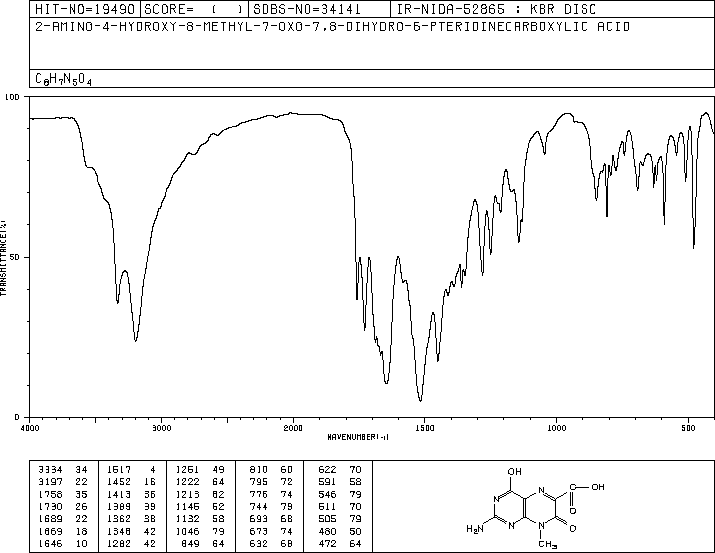 HIT-NO=19490 SCORE= ( ) SDBS-NO=34141 IR-NIDA-52865 : KBR DISC
2-AMINO-4-HYDROXY-8-METHYL-7-OXO-7,8-DIHYDRO-6-PTERIDINECARBOXYLIC ACID
C8H7N5O4
100
50
0
TRANSMITTANCE(%)
4000 3000 2000 1500 1000 500
WAVENUMBER(-1)
3334 34 1517 4 1251 49 810 60 622 70
3197 22 1452 16 1222 64 795 72 591 58
1758 35 1413 36 1213 62 776 74 546 79
1730 26 1389 39 1145 52 744 79 511 70
1689 22 1362 38 1132 58 693 68 505 79
1669 18 1348 42 1046 79 673 74 480 50
1646 10 1282 42 849 64 632 68 472 64
OH
N
N
C
OH
O
H2N
N
N
O
CH3